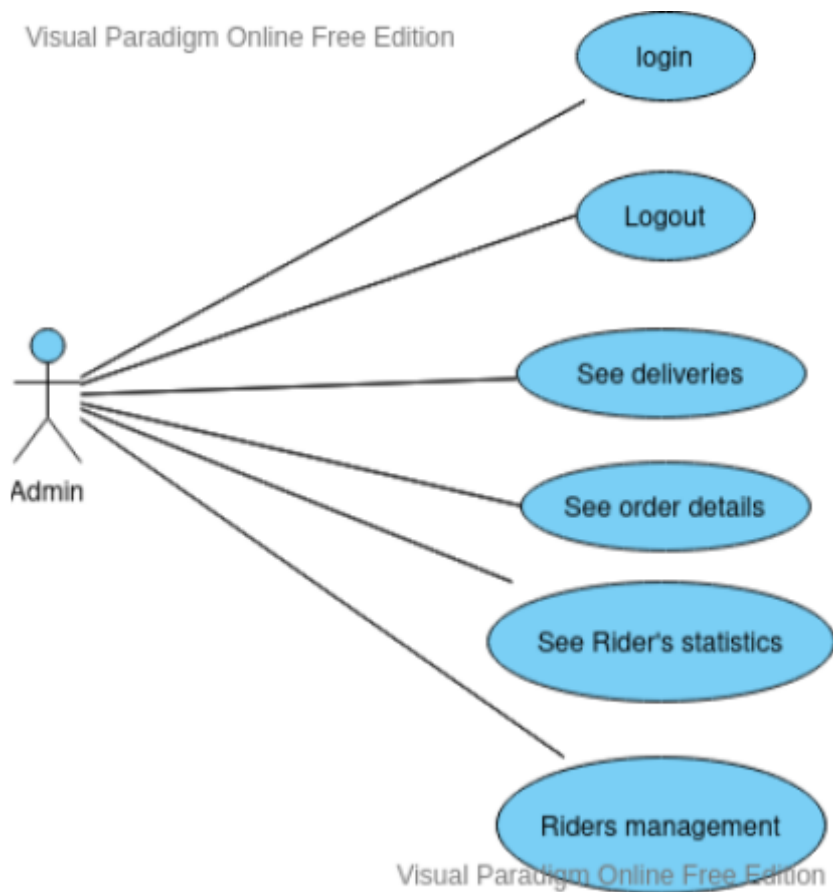 Visual Paradigm Online Free Edition
login
Logout
See deliveries
Admin
See order details
See Rider's statistics
Riders management
Visual Paradigm Online Free Edition